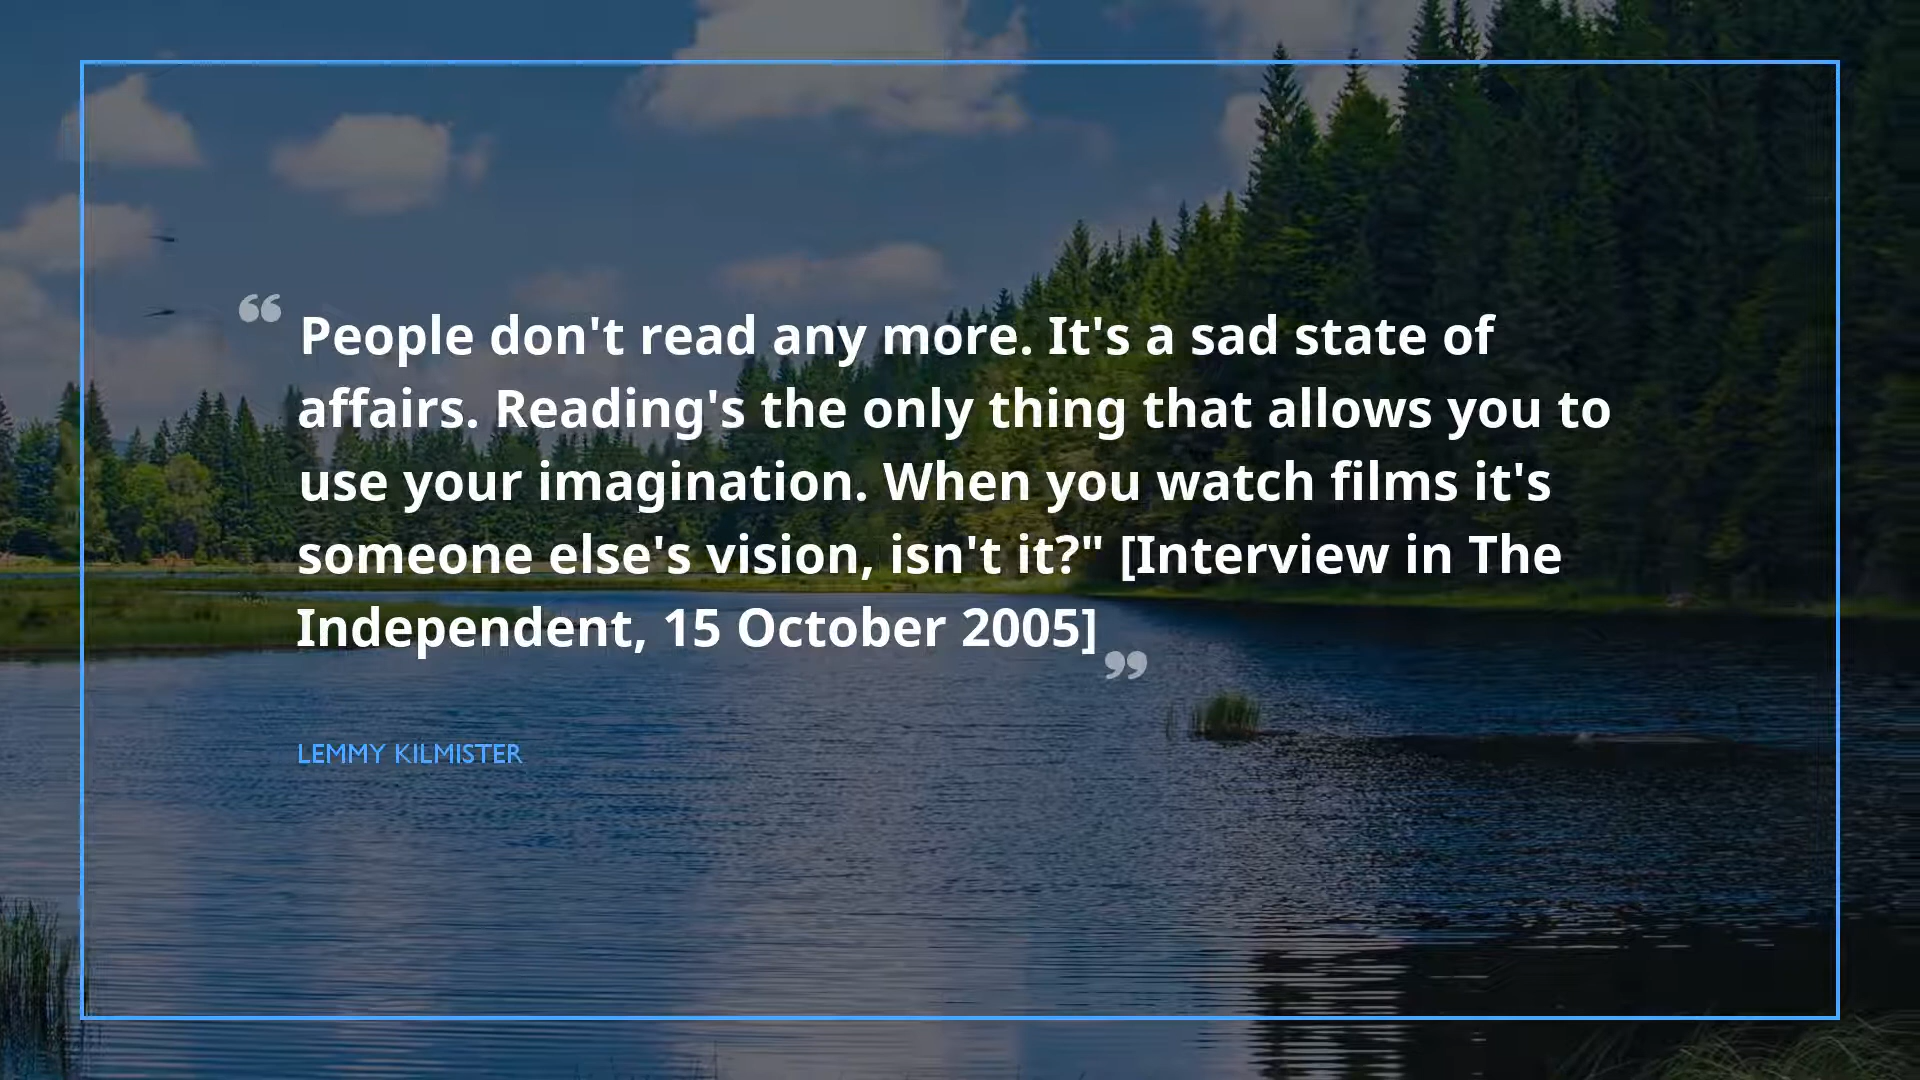 “ People don't read any more. It's a sad state of
affairs. Reading's the only thing that allows you to
use your imagination. When you watch films it's
someone else's vision, isn't it?" [Interview in The
Independent, 15 October 2005] ”
LEMMY KILMISTER